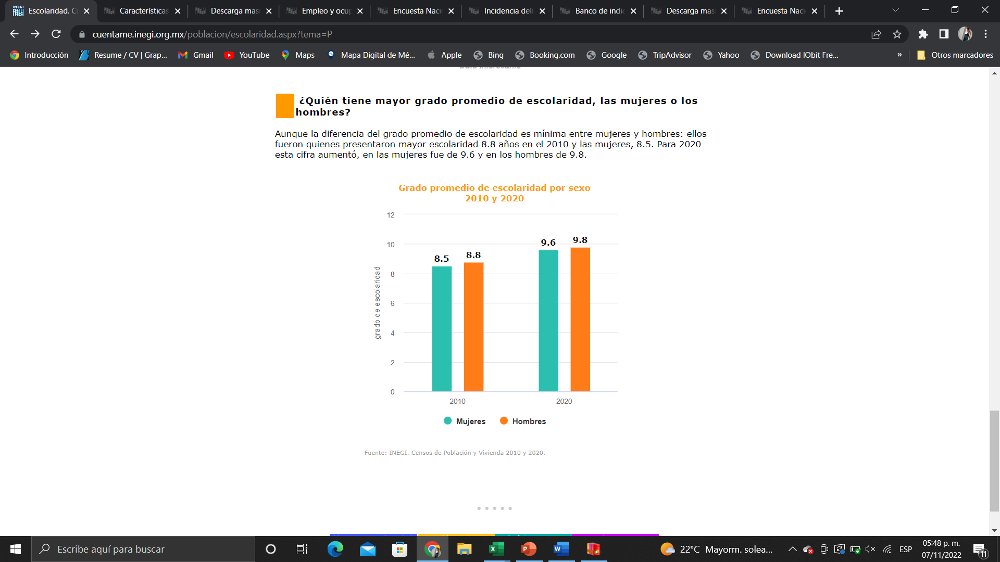 Escolaridad. C
Características
Descarga masi
Empleo y ocup
Encuesta Naci
Incidencia deli
Banco de indic
Descarga mas
Encuesta Naci
cuentame.inegi.org.mx/poblacion/escolaridad.aspx?tema=P
Introducción
Resume / CV | Grap...
Gmail
YouTube
Maps
Mapa Digital de Mé...
Apple
Bing
Booking.com
Google
TripAdvisor
Yahoo
Download IObit Fre...
»
Otros marcadores
¿Quién tiene mayor grado promedio de escolaridad, las mujeres o los
hombres?
Aunque la diferencia del grado promedio de escolaridad es mínima entre mujeres y hombres: ellos
fueron quienes presentaron mayor escolaridad 8.8 años en el 2010 y las mujeres, 8.5. Para 2020
esta cifra aumentó, en las mujeres fue de 9.6 y en los hombres de 9.8.
Grado promedio de escolaridad por sexo
2010 y 2020
12
10
8
6
4
2
0
grado de escolaridad
8.5
8.8
9.6
9.8
2010
2020
Mujeres
Hombres
Fuente: INEGI. Censos de Población y Vivienda 2010 y 2020.
Escribe aquí para buscar
22°C Mayorm. solea...
ESP
05:48 p. m.
07/11/2022
11